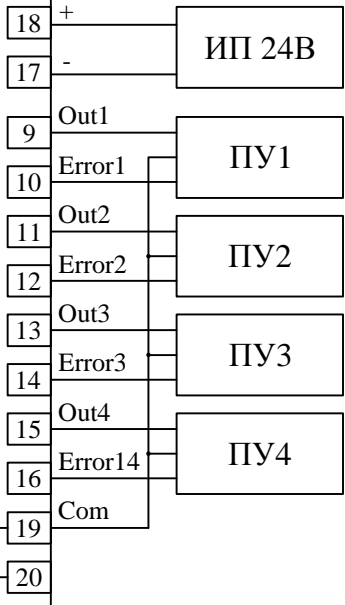 18 +
ИП 24В
17 -
9 Out1
ПУ1
10 Error1
11 Out2
ПУ2
12 Error2
13 Out3
ПУ3
14 Error3
15 Out4
ПУ4
16 Error14
19 Com
20